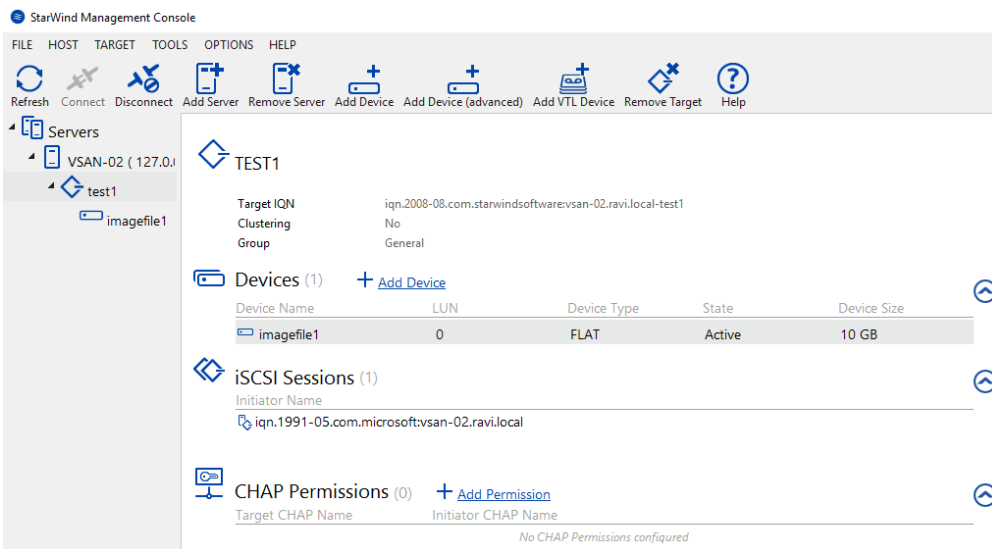 StarWind Management Console
FILE HOST TARGET TOOLS OPTIONS HELP
Refresh Connect Disconnect Add Server Remove Server Add Device Add Device (advanced) Add VTL Device Remove Target Help
Servers
VSAN-02 ( 127.0.
test1
imagefile1
TEST1
Target IQN iqn.2008-08.com.starwindsoftware:vsan-02.ravi.local-test1
Clustering No
Group General
Devices (1) Add Device
Device Name LUN Device Type State Device Size
imagefile1 0 FLAT Active 10 GB
iSCSI Sessions (1)
Initiator Name
iqn.1991-05.com.microsoft:vsan-02.ravi.local
CHAP Permissions (0) Add Permission
Target CHAP Name Initiator CHAP Name
No CHAP Permissions configured